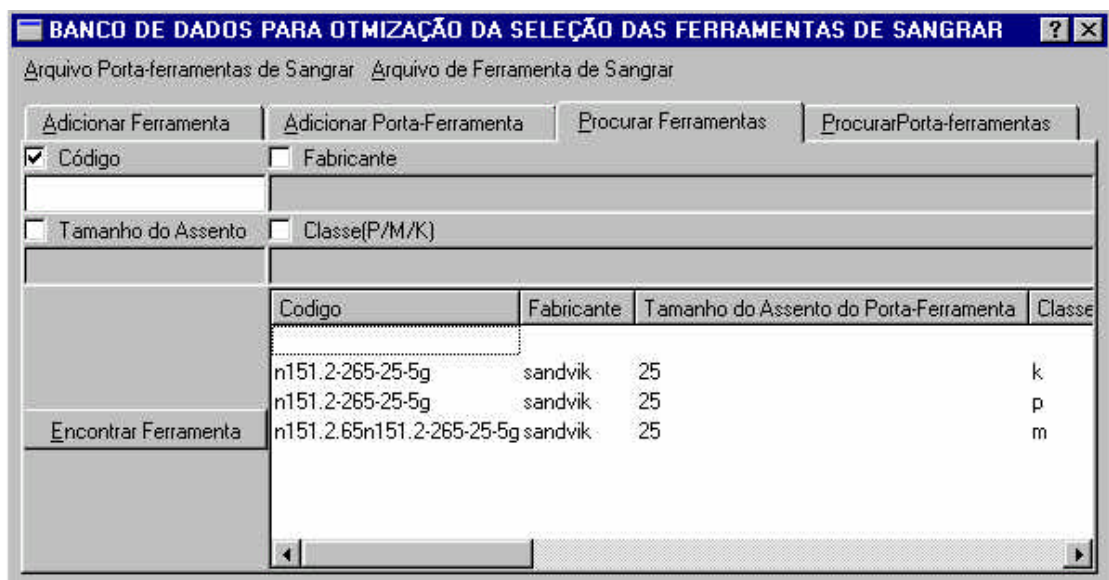 BANCO DE DADOS PARA OTMIZAÇÃO DA SELEÇÃO DAS FERRAMENTAS DE SANGRAR
Arquivo Porta-ferramentas de Sangrar Arquivo de Ferramenta de Sangrar
Adicionar Ferramenta Adicionar Porta-Ferramenta Procurar Ferramentas ProcurarPorta-ferramentas
Código Fabricante
Tamanho do Assento Classe(P/M/K)
Codigo Fabricante Tamanho do Assento do Porta-Ferramenta Classe
n151.2-265-25-5g sandvik 25 k
n151.2-265-25-5g sandvik 25 p
Encontrar Ferramenta n151.2.65n151.2-265-25-5g sandvik 25 m